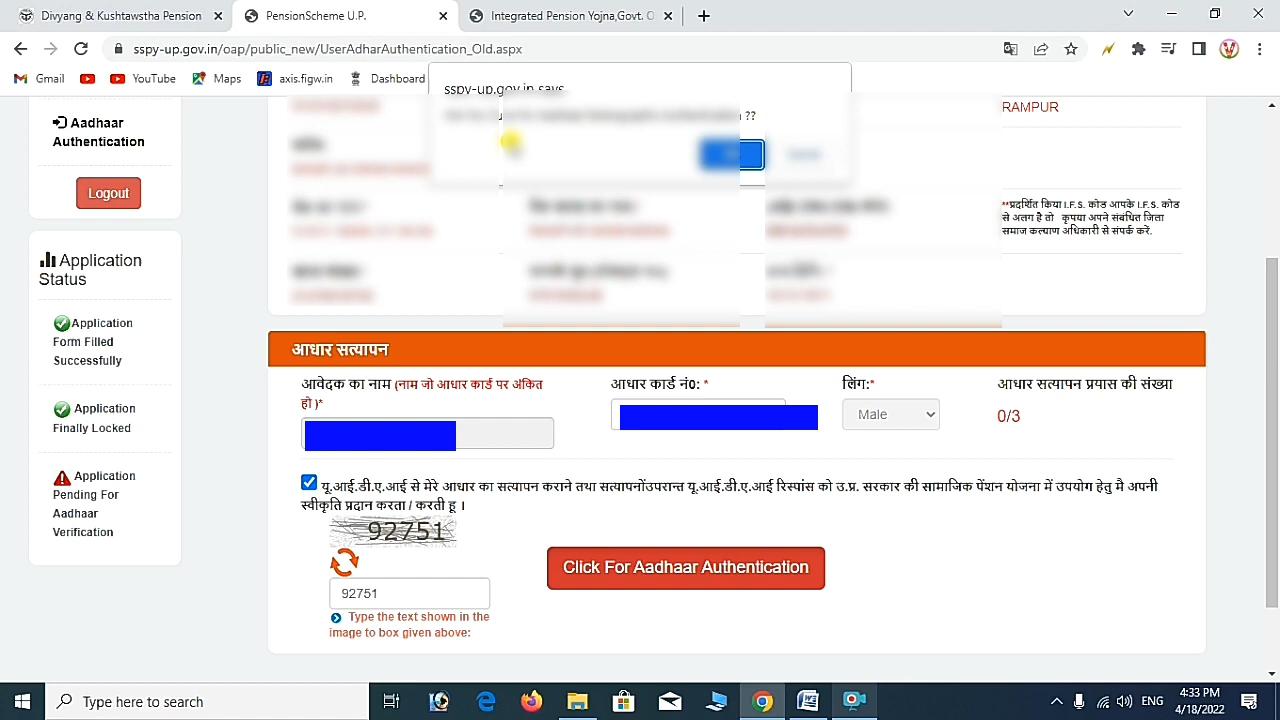 Divyang & Kushtawstha Pension
PensionScheme U.P.
Integrated Pension Yojna,Govt. O
sspy-up.gov.in/oap/public_new/UserAdharAuthentication_Old.aspx
Gmail
YouTube
Maps
axis.figw.in
Dashboard
sspy-up.gov.in says
??
Aadhaar
Authentication
Logout
RAMPUR
**प्रदर्शित किया I.F.S. कोड आपके I.F.S. कोड
से अलग है तो कृपया अपने संबंधित जिला
समाज कल्याण अधिकारी से संपर्क करें.
Application
Status
Application
Form Filled
Successfully
Application
Finally Locked
Application
Pending For
Aadhaar
Verification
आधार सत्यापन
आवेदक का नाम (नाम जो आधार कार्ड पर अंकित
हो )*
आधार कार्ड नं0: *
लिंग:*
Male
आधार सत्यापन प्रयास की संख्या
0/3
यू.आई.डी.ए.आई से मेरे आधार का सत्यापन कराने तथा सत्यापनोंउपरान्त यू.आई.डी.ए.आई रिस्पांस को उ.प्र. सरकार की सामाजिक पेंशन योजना में उपयोग हेतु मै अपनी
स्वीकृति प्रदान करता / करती हू ।
92751
Click For Aadhaar Authentication
92751
Type the text shown in the
image to box given above:
Type here to search
ENG
4:33 PM
4/18/2022